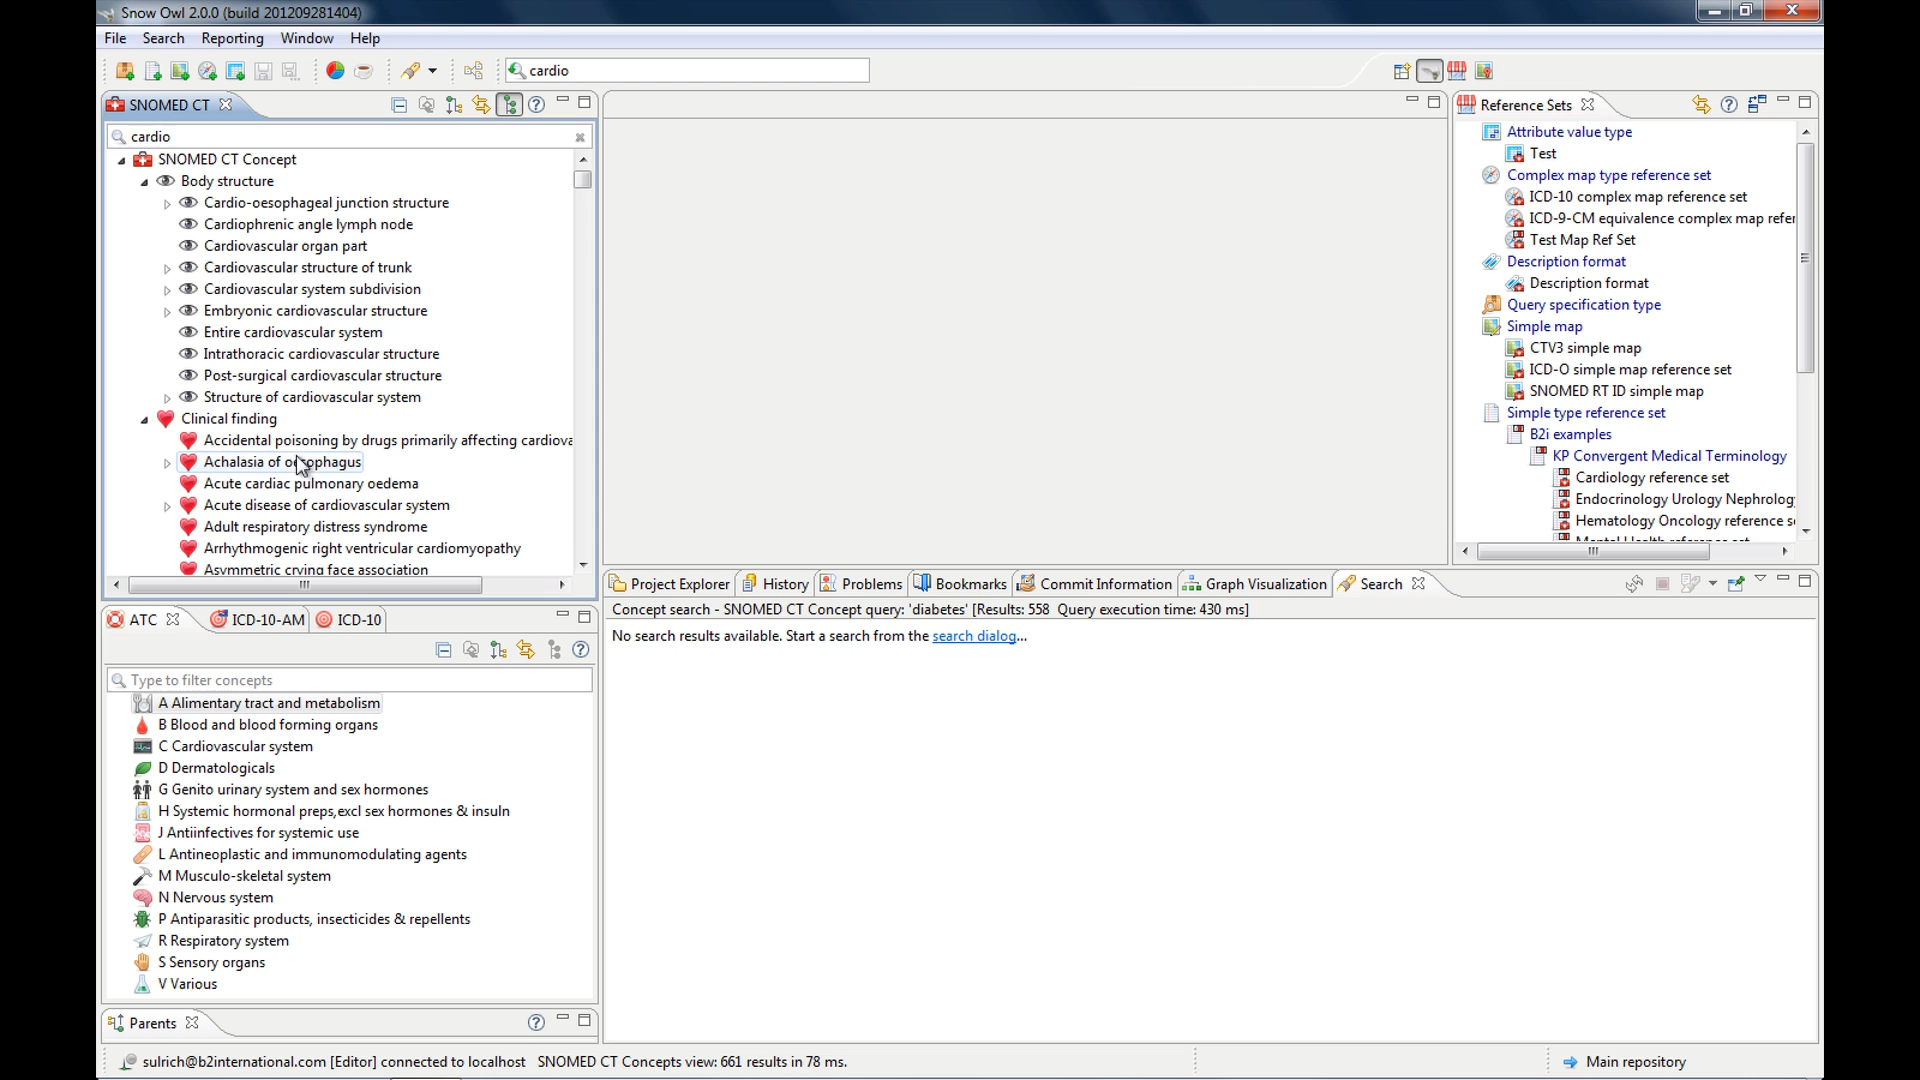 Snow Owl 2.0.0 (build 201209281404)
File Search Reporting Window Help
cardio
SNOMED CT
cardio
SNOMED CT Concept
Body structure
Cardio-oesophageal junction structure
Cardiophrenic angle lymph node
Cardiovascular organ part
Cardiovascular structure of trunk
Cardiovascular system subdivision
Embryonic cardiovascular structure
Entire cardiovascular system
Intrathoracic cardiovascular structure
Post-surgical cardiovascular structure
Structure of cardiovascular system
Clinical finding
Accidental poisoning by drugs primarily affecting cardiova
Achalasia of oesophagus
Acute cardiac pulmonary oedema
Acute disease of cardiovascular system
Adult respiratory distress syndrome
Arrhythmogenic right ventricular cardiomyopathy
Asymmetric crying face association
ATC ICD-10-AM ICD-10
Type to filter concepts
A Alimentary tract and metabolism
B Blood and blood forming organs
C Cardiovascular system
D Dermatologicals
G Genito urinary system and sex hormones
H Systemic hormonal preps,excl sex hormones & insuln
J Antiinfectives for systemic use
L Antineoplastic and immunomodulating agents
M Musculo-skeletal system
N Nervous system
P Antiparasitic products, insecticides & repellents
R Respiratory system
S Sensory organs
V Various
Parents
Reference Sets
Attribute value type
Test
Complex map type reference set
ICD-10 complex map reference set
ICD-9-CM equivalence complex map refer
Test Map Ref Set
Description format
Description format
Query specification type
Simple map
CTV3 simple map
ICD-O simple map reference set
SNOMED RT ID simple map
Simple type reference set
B2i examples
KP Convergent Medical Terminology
Cardiology reference set
Endocrinology Urology Nephrolog
Hematology Oncology reference s
Mental Health reference set
Project Explorer History Problems Bookmarks Commit Information Graph Visualization Search
Concept search - SNOMED CT Concept query: 'diabetes' [Results: 558 Query execution time: 430 ms]
No search results available. Start a search from the search dialog...
sulrich@b2international.com [Editor] connected to localhost SNOMED CT Concepts view: 661 results in 78 ms.
Main repository